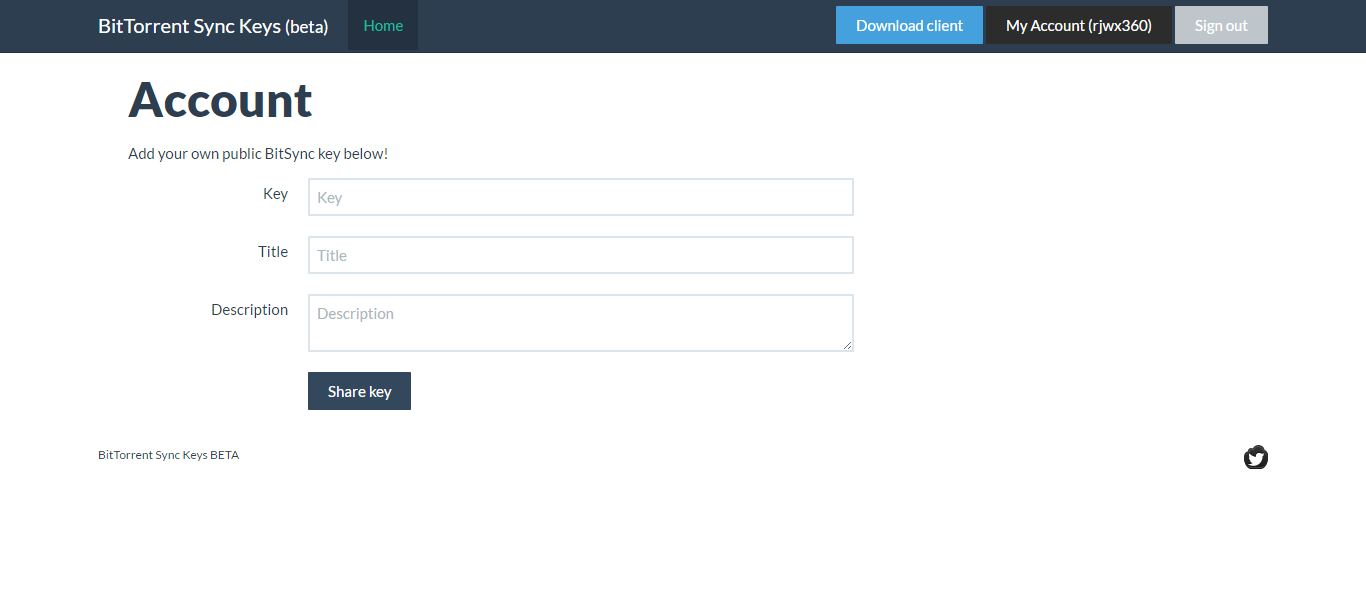 BitTorrent Sync Keys (beta) Home Download client My Account (rjwx360) Sign out
Account
Add your own public BitSync key below!
Key Key
Title Title
Description Description
Share key
BitTorrent Sync Keys BETA